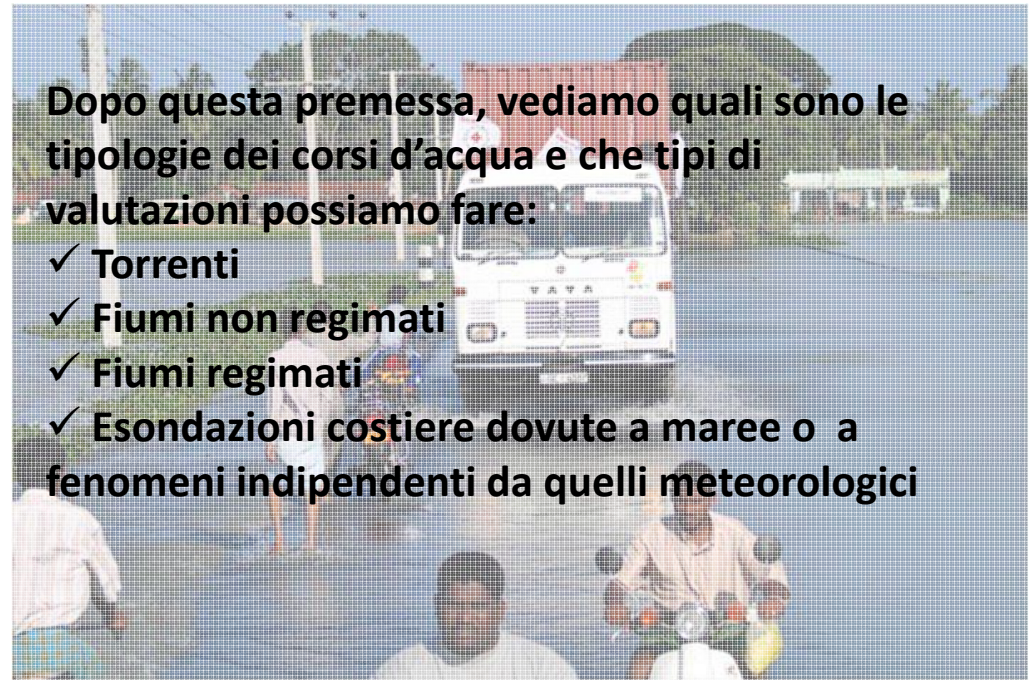 Dopo questa premessa, vediamo quali sono le
tipologie dei corsi d’acqua e che tipi di
valutazioni possiamo fare:
✓ Torrenti
✓ Fiumi non regimati
✓ Fiumi regimati
✓ Esondazioni costiere dovute a maree o a
fenomeni indipendenti da quelli meteorologici
TATA